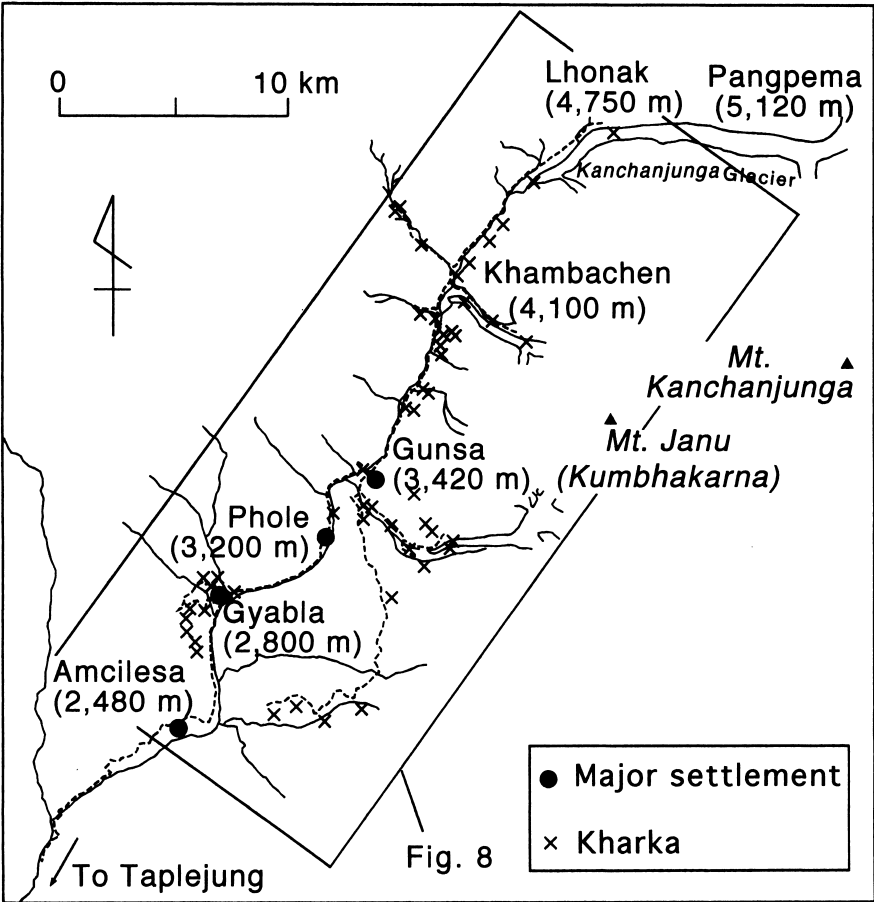 0 10 km
Lhonak
(4,750 m)
Pangpema
(5,120 m)
Kanchanjunga Glacier
Khambachen
(4,100 m)
Mt.
Kanchanjunga
Mt. Janu
(Kumbhakarna)
Gunsa
(3,420 m)
Phole
(3,200 m)
Gyabla
(2,800 m)
Amcilesa
(2,480 m)
Major settlement
Kharka
Fig. 8
To Taplejung